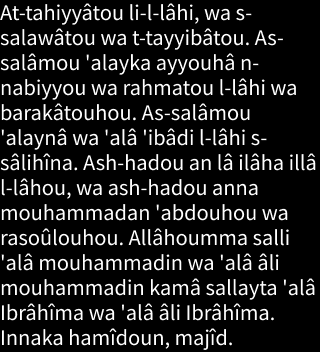 At-tahiyyâtou li-l-lâhi, wa s-
salawâtou wa t-tayyibâtou. As-
salâmou 'alayka ayyouhâ n-
nabiyyou wa rahmatou l-lâhi wa
barakâtouhou. As-salâmou
'alaynâ wa 'alâ 'ibâdi l-lâhi s-
sâlihîna. Ash-hadou an lâ ilâha illâ
l-lâhou, wa ash-hadou anna
mouhammadan 'abdouhou wa
rasoûlouhou. Allâhoumma salli
'alâ mouhammadin wa 'alâ âli
mouhammadin kamâ sallayta 'alâ
Ibrâhîma wa 'alâ âli Ibrâhîma.
Innaka hamîdoun, majîd.